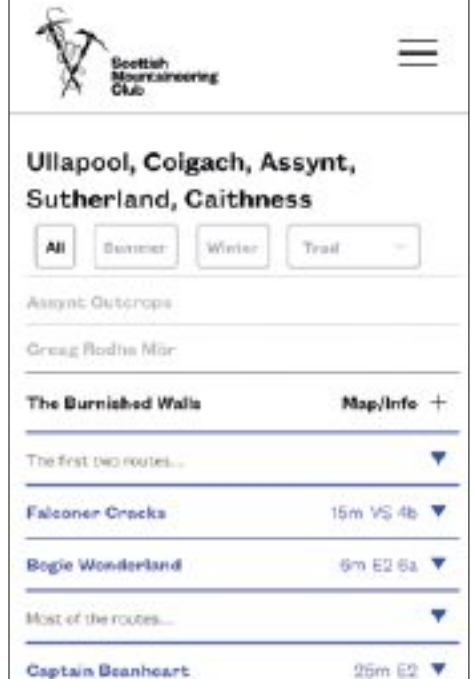 Scottish
Mountaineering
Club
Ullapool, Coigach, Assynt,
Sutherland, Caithness
All Summer Winter Trad
Assynt Outcrops
Creag Rodha Mòr
The Burnished Walls Map/Info +
The first two routes...
Falconer Cracks 15m VS 4b
Bogie Wonderland 6m E2 6a
Most of the routes...
Captain Beanheart 25m E2